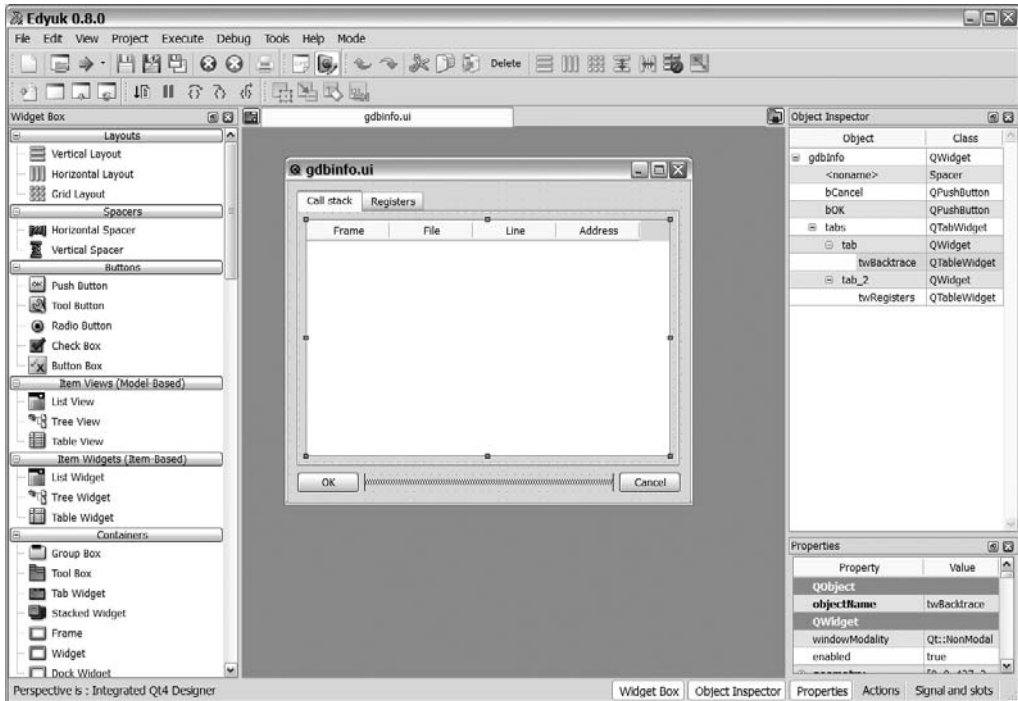 Edyuk 0.8.0
File Edit View Project Execute Debug Tools Help Mode
Delete
Widget Box
gdbinfo.ui
Object Inspector
Layouts
Vertical Layout
Horizontal Layout
Grid Layout
Spacers
Horizontal Spacer
Vertical Spacer
Buttons
Push Button
Tool Button
Radio Button
Check Box
Button Box
Item Views (Model-Based)
List View
Tree View
Table View
Item Widgets (Item-Based)
List Widget
Tree Widget
Table Widget
Containers
Group Box
Tool Box
Tab Widget
Stacked Widget
Frame
Widget
Dock Widget
gdbinfo.ui
Call stack Registers
Frame File Line Address
OK Cancel
Object Class
gdbInfo QWidget
<noname> Spacer
bCancel QPushButton
bOK QPushButton
tabs QTabWidget
tab QWidget
twBacktrace QTableWidget
tab_2 QWidget
twRegisters QTableWidget
Properties
Property Value
QObject
objectName twBacktrace
QWidget
windowModality Qt::NonModal
enabled true
Perspective is : Integrated Qt4 Designer
Widget Box Object Inspector Properties Actions Signal and slots